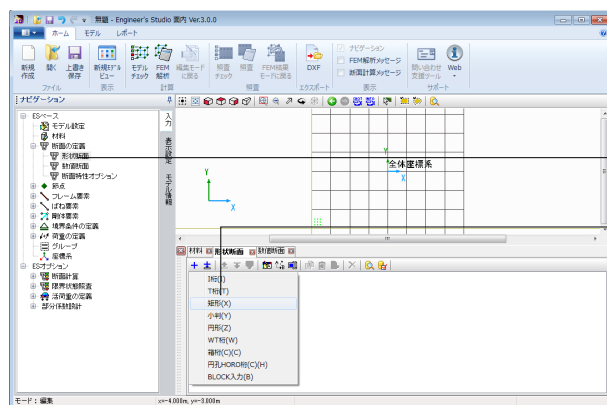 無題 - Engineer's Studio 面内 Ver.3.0.0
ホーム モデル レポート
新規作成 開く 上書き保存 新規モデルビュー モデルチェック FEM解析 編集モードに戻る 照査チェック 照査 FEM結果モードに戻る DXF
ナビゲーション
FEM解析メッセージ
断面計算メッセージ
問い合わせ支援ツール Web
ファイル 表示 計算 照査 エクスポート 表示 サポート
ナビゲーション
ESベース
モデル設定
材料
断面の定義
形状断面
数値断面
断面特性オプション
節点
フレーム要素
ばね要素
剛体要素
境界条件の定義
荷重の定義
グループ
座標系
ESオプション
断面計算
限界状態照査
活荷重の定義
部分係数設計
入力 表示設定 モデル情報
Y
X
Y
全体座標系
X
材料 形状断面 数値断面
I桁(I)
T桁(T)
矩形(X)
小判(Y)
円形(Z)
WT桁(W)
箱桁(C)(C)
円孔HORO桁(C)(H)
BLOCK入力(B)
モード：編集 x=-4.000m, y=-3.000m